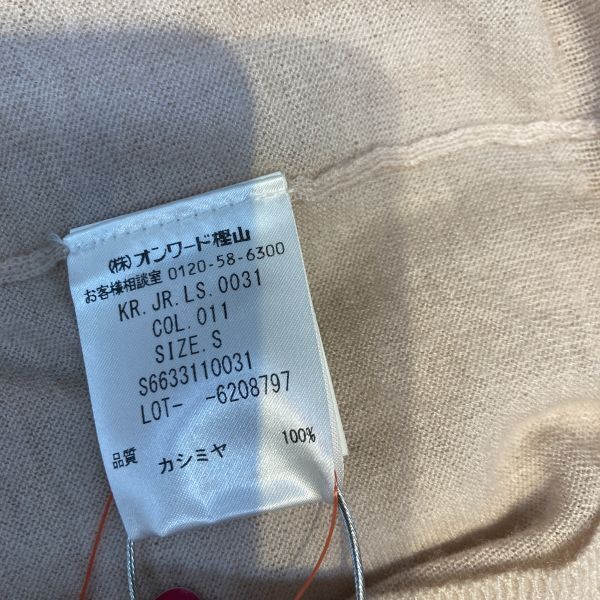 (株)オンワード樫山
お客様相談室 0120-58-6300
KR.JR.LS.0031
COL.011
SIZE.S
S6633110031
LOT- -6208797
品質 カシミヤ 100%